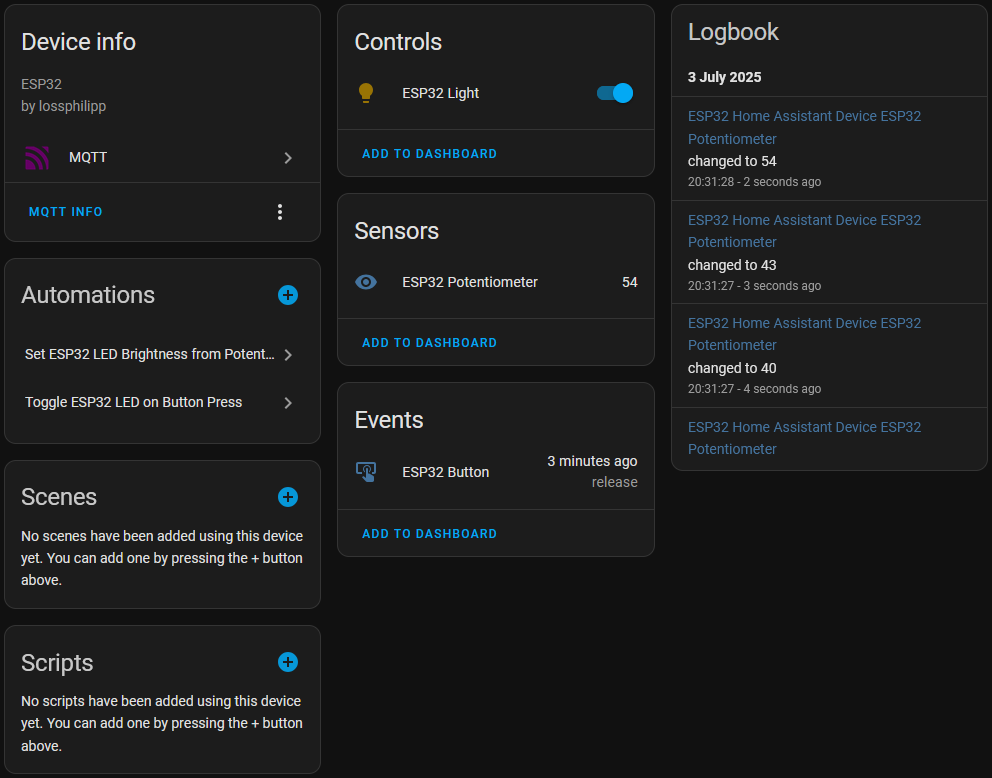 Device info
ESP32
by lossphilipp
MQTT
MQTT INFO
Automations
Set ESP32 LED Brightness from Potent...
Toggle ESP32 LED on Button Press
Scenes
No scenes have been added using this device
yet. You can add one by pressing the + button
above.
Scripts
No scripts have been added using this device
yet. You can add one by pressing the + button
above.
Controls
ESP32 Light
ADD TO DASHBOARD
Sensors
ESP32 Potentiometer 54
ADD TO DASHBOARD
Events
ESP32 Button 3 minutes ago
release
ADD TO DASHBOARD
Logbook
3 July 2025
ESP32 Home Assistant Device ESP32
Potentiometer
changed to 54
20:31:28 - 2 seconds ago
ESP32 Home Assistant Device ESP32
Potentiometer
changed to 43
20:31:27 - 3 seconds ago
ESP32 Home Assistant Device ESP32
Potentiometer
changed to 40
20:31:27 - 4 seconds ago
ESP32 Home Assistant Device ESP32
Potentiometer